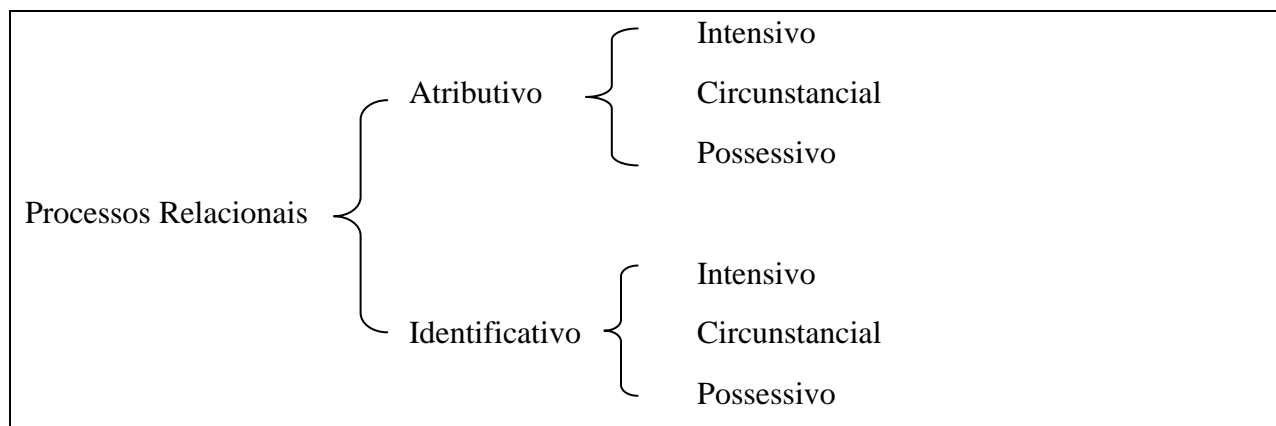 Intensivo
Atributivo Circunstancial
Possessivo
Processos Relacionais
Intensivo
Identificativo Circunstancial
Possessivo